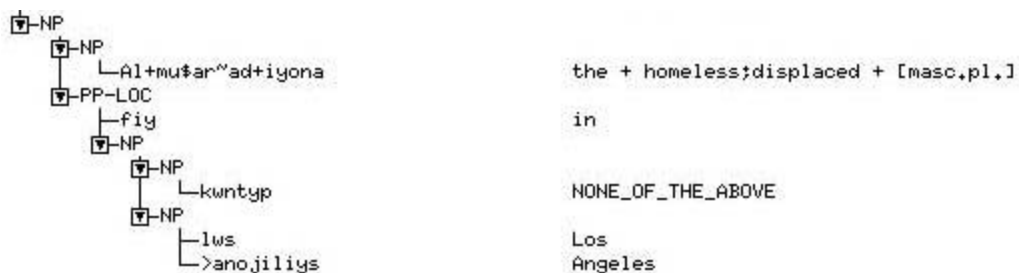 NP
NP
Al+mu$ar~ad+iyona the + homeless;displaced + [masc.pl.]
PP-LOC
fiy in
NP
NP
kwntyp NONE_OF_THE_ABOVE
NP
lws Los
>anojiliys Angeles